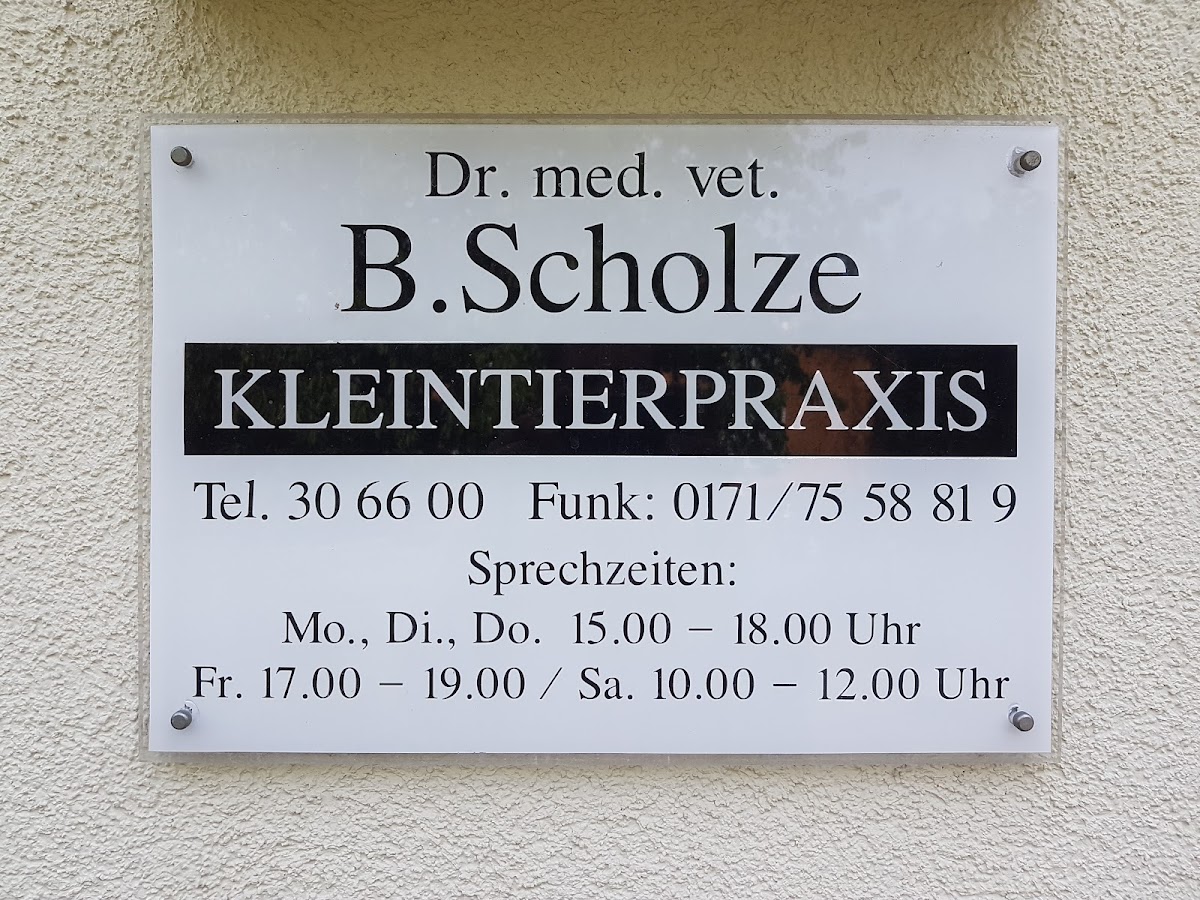 Dr. med. vet.
B.Scholze
KLEINTIERPRAXIS
Tel. 30 66 00 Funk: 0171/75 58 81 9
Sprechzeiten:
Mo., Di., Do. 15.00 – 18.00 Uhr
Fr. 17.00 – 19.00 / Sa. 10.00 – 12.00 Uhr